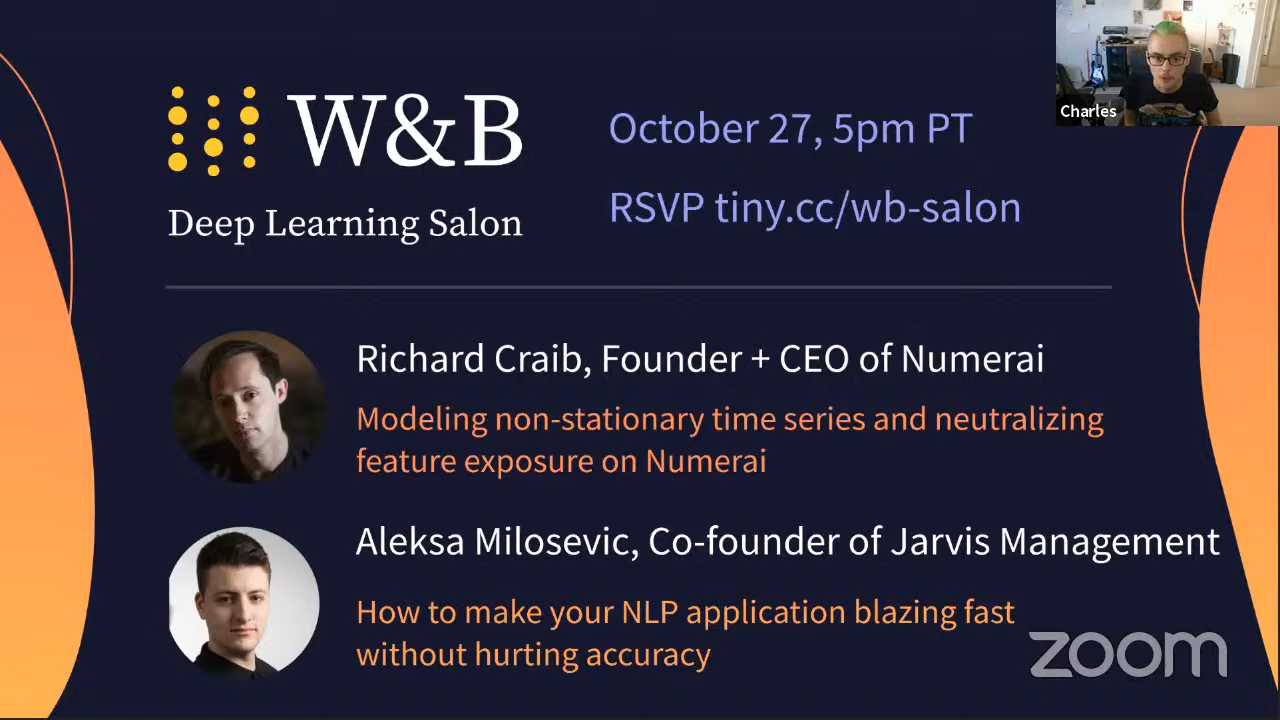 W&B
Deep Learning Salon
October 27, 5pm PT
RSVP tiny.cc/wb-salon
Charles
Richard Craib, Founder + CEO of Numerai
Modeling non-stationary time series and neutralizing
feature exposure on Numerai
Aleksa Milosevic, Co-founder of Jarvis Management
How to make your NLP application blazing fast
without hurting accuracy
zoom